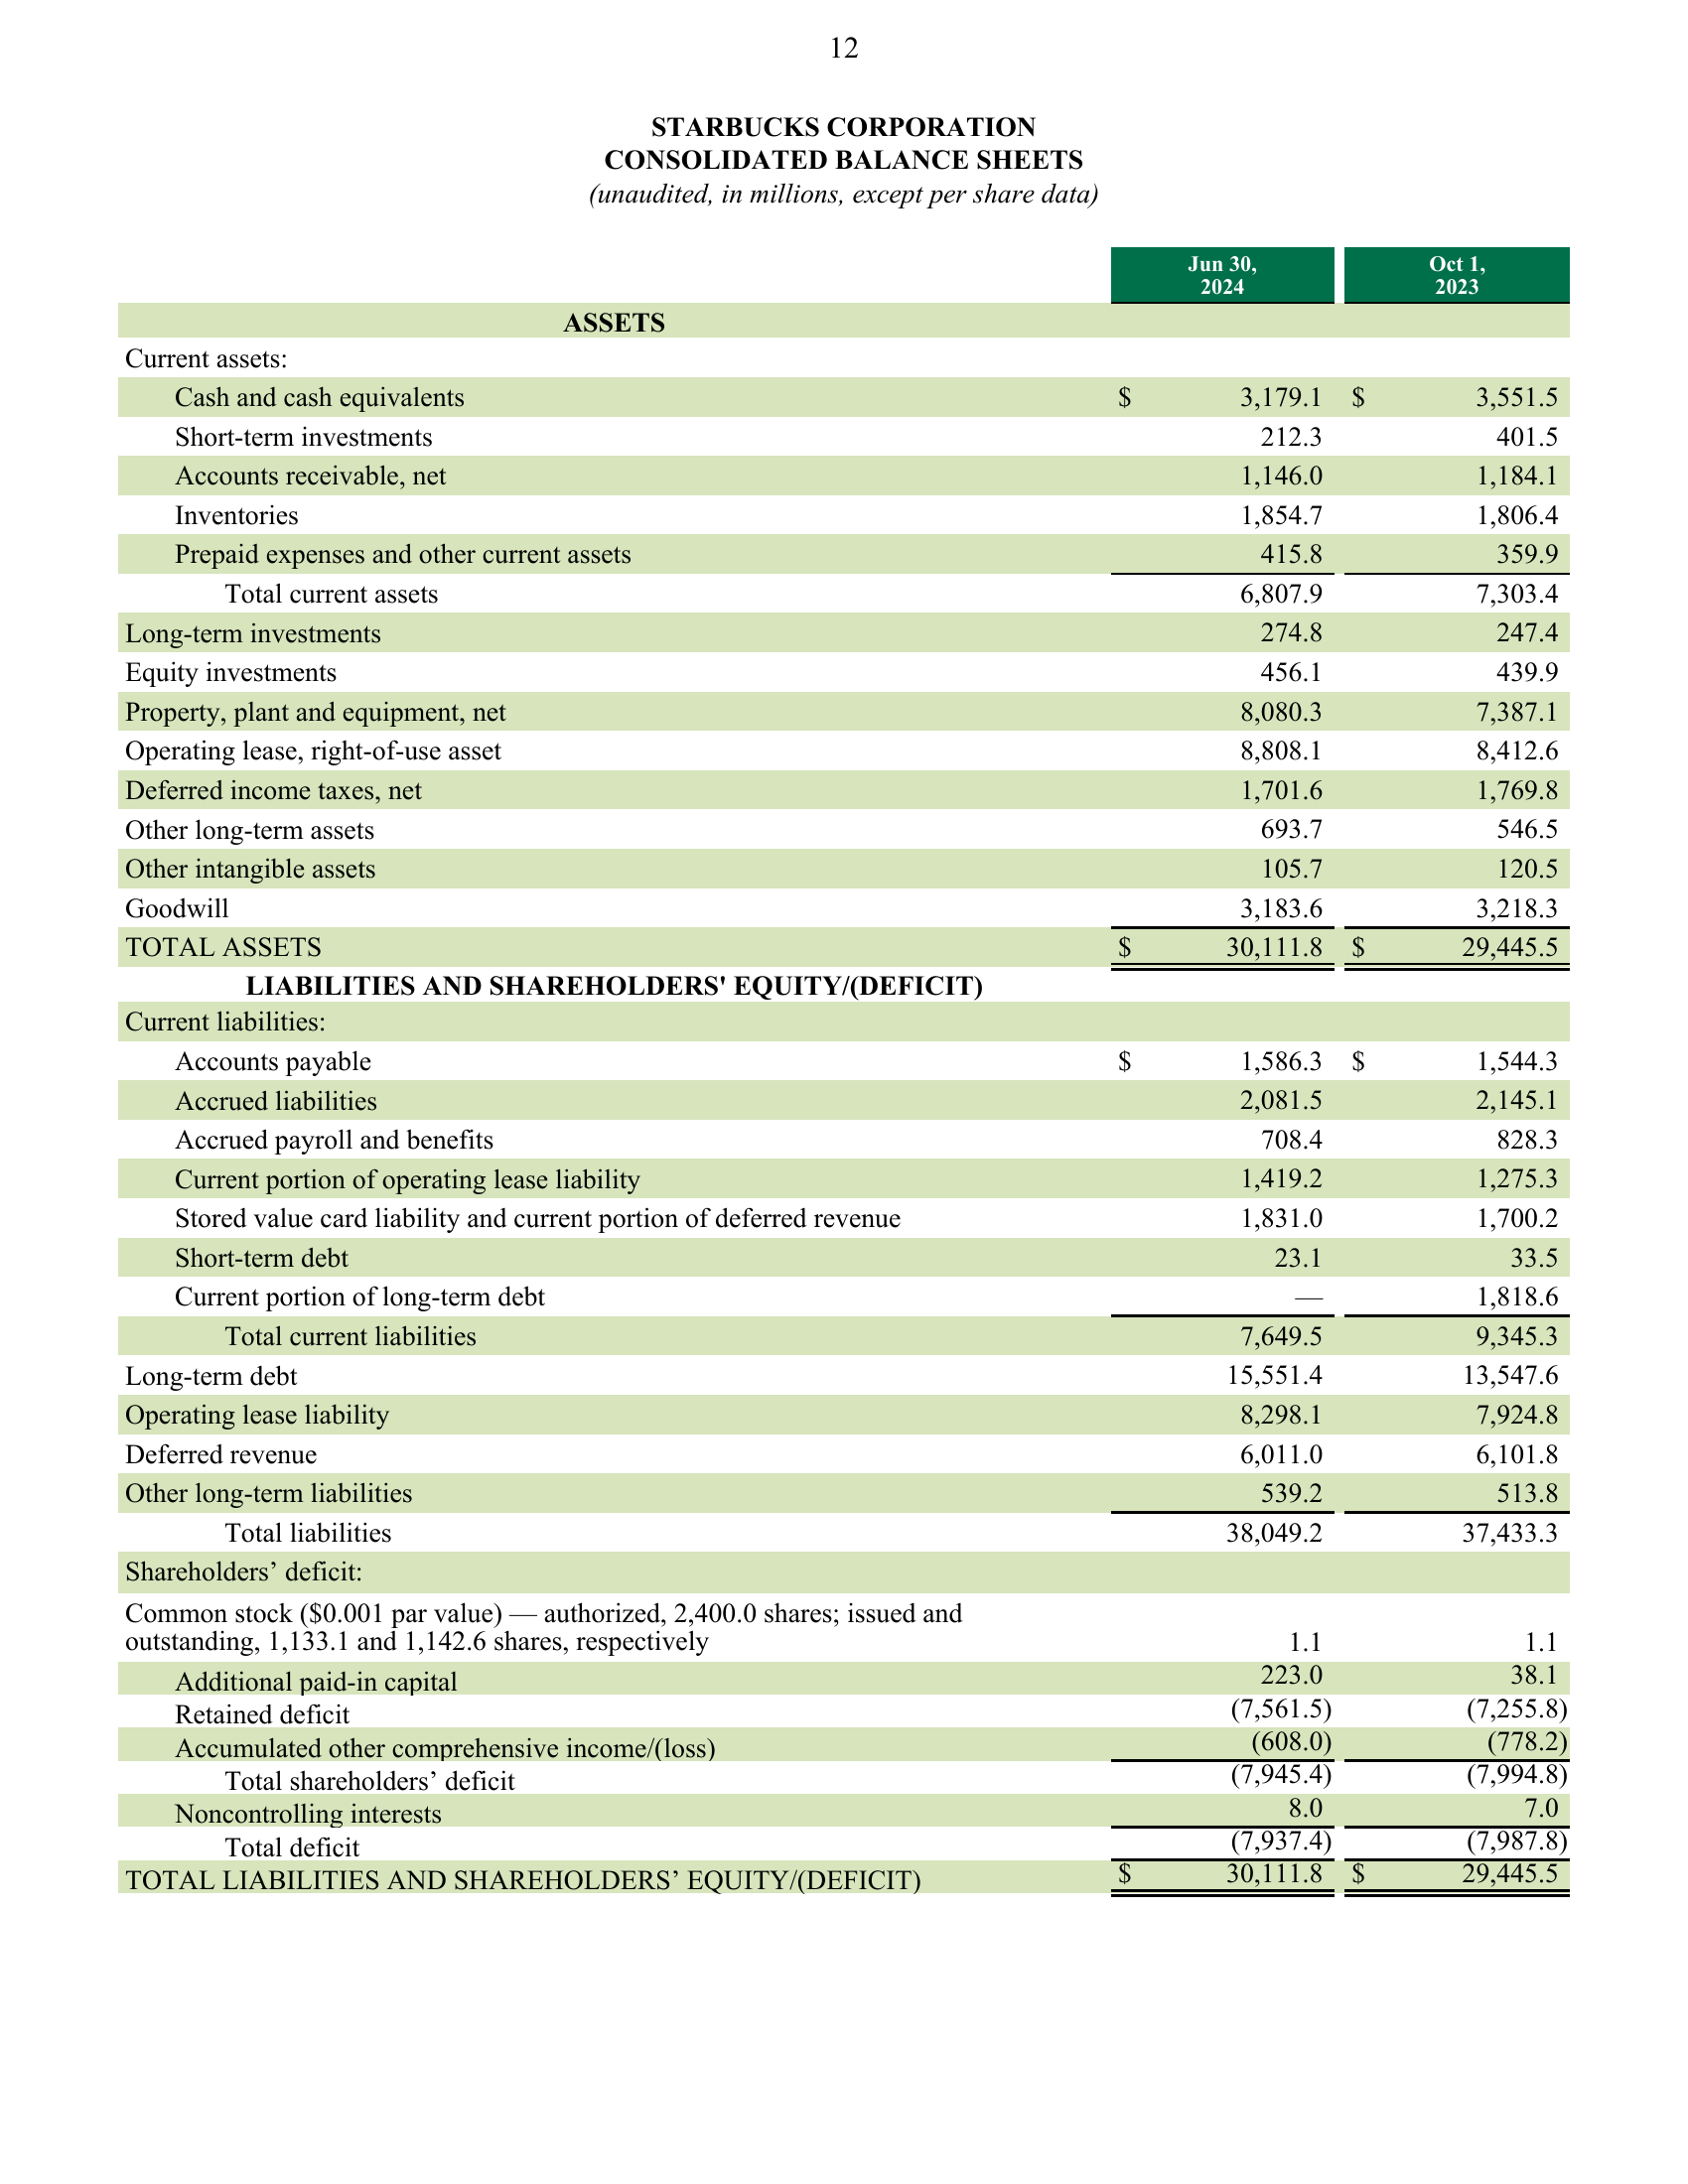 12
STARBUCKS CORPORATION
CONSOLIDATED BALANCE SHEETS
(unaudited, in millions, except per share data)
Jun 30, 2024 Oct 1, 2023
ASSETS
Current assets:
Cash and cash equivalents $ 3,179.1 $ 3,551.5
Short-term investments 212.3 401.5
Accounts receivable, net 1,146.0 1,184.1
Inventories 1,854.7 1,806.4
Prepaid expenses and other current assets 415.8 359.9
Total current assets 6,807.9 7,303.4
Long-term investments 274.8 247.4
Equity investments 456.1 439.9
Property, plant and equipment, net 8,080.3 7,387.1
Operating lease, right-of-use asset 8,808.1 8,412.6
Deferred income taxes, net 1,701.6 1,769.8
Other long-term assets 693.7 546.5
Other intangible assets 105.7 120.5
Goodwill 3,183.6 3,218.3
TOTAL ASSETS $ 30,111.8 $ 29,445.5
LIABILITIES AND SHAREHOLDERS' EQUITY/(DEFICIT)
Current liabilities:
Accounts payable $ 1,586.3 $ 1,544.3
Accrued liabilities 2,081.5 2,145.1
Accrued payroll and benefits 708.4 828.3
Current portion of operating lease liability 1,419.2 1,275.3
Stored value card liability and current portion of deferred revenue 1,831.0 1,700.2
Short-term debt 23.1 33.5
Current portion of long-term debt — 1,818.6
Total current liabilities 7,649.5 9,345.3
Long-term debt 15,551.4 13,547.6
Operating lease liability 8,298.1 7,924.8
Deferred revenue 6,011.0 6,101.8
Other long-term liabilities 539.2 513.8
Total liabilities 38,049.2 37,433.3
Shareholders’ deficit:
Common stock ($0.001 par value) — authorized, 2,400.0 shares; issued and
outstanding, 1,133.1 and 1,142.6 shares, respectively 1.1 1.1
Additional paid-in capital 223.0 38.1
Retained deficit (7,561.5) (7,255.8)
Accumulated other comprehensive income/(loss) (608.0) (778.2)
Total shareholders’ deficit (7,945.4) (7,994.8)
Noncontrolling interests 8.0 7.0
Total deficit (7,937.4) (7,987.8)
TOTAL LIABILITIES AND SHAREHOLDERS’ EQUITY/(DEFICIT) $ 30,111.8 $ 29,445.5